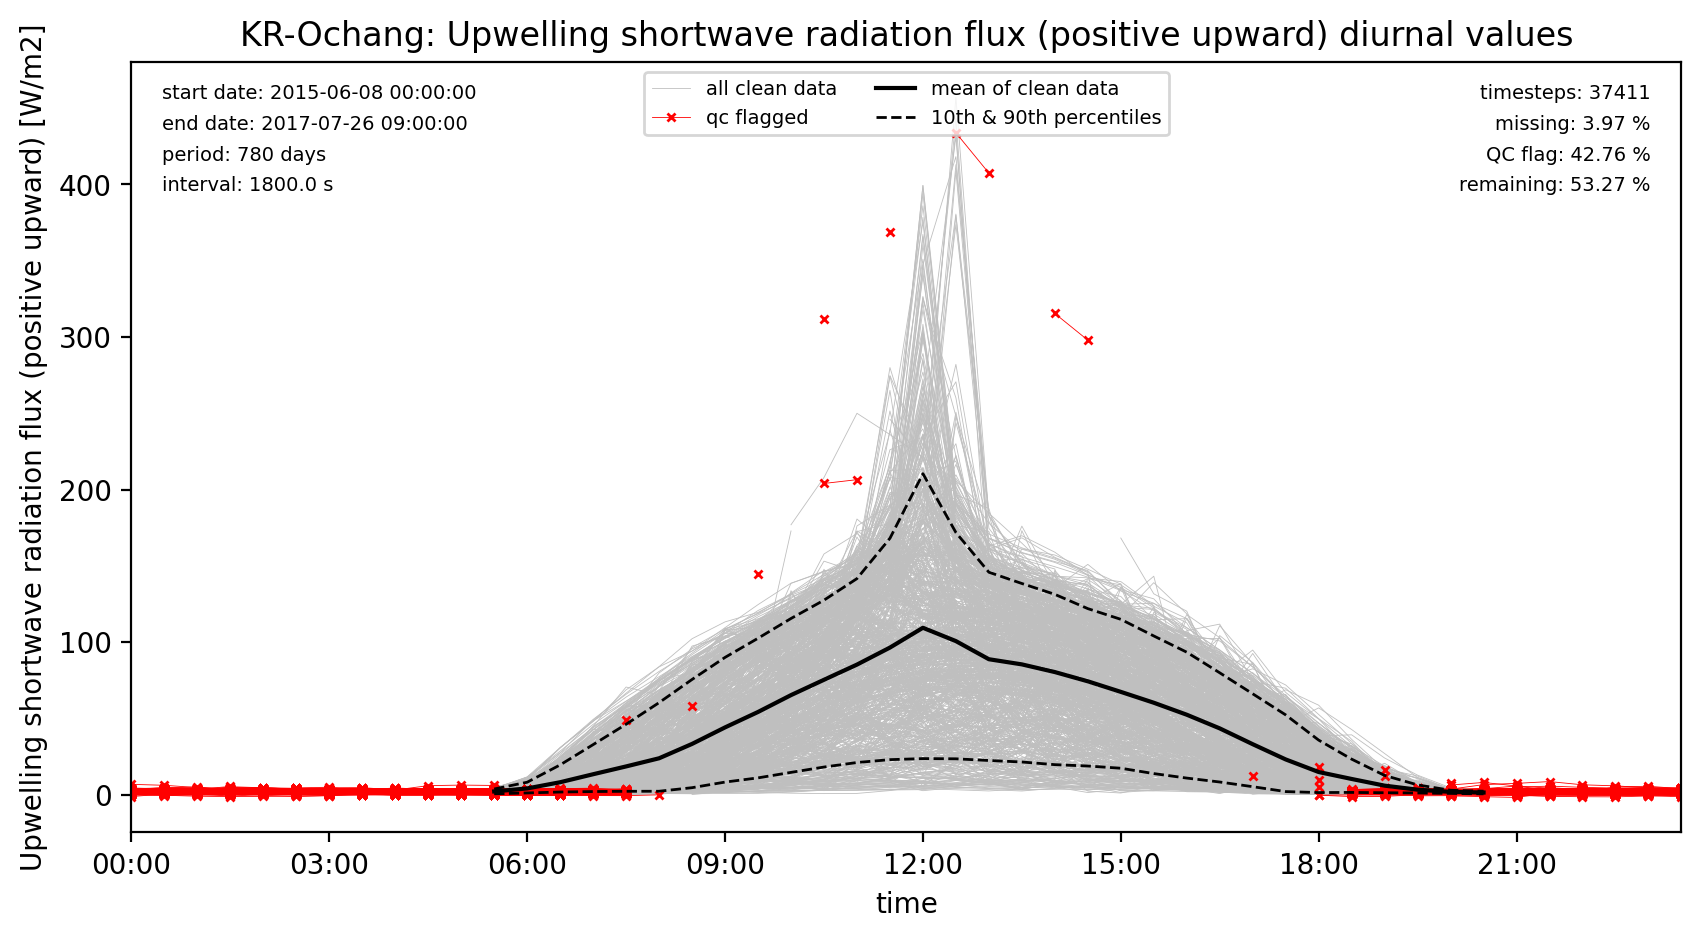 KR-Ochang: Upwelling shortwave radiation flux (positive upward) diurnal values
start date: 2015-06-08 00:00:00
end date: 2017-07-26 09:00:00
period: 780 days
interval: 1800.0 s
all clean data
qc flagged
mean of clean data
10th & 90th percentiles
timesteps: 37411
missing: 3.97 %
QC flag: 42.76 %
remaining: 53.27 %
Upwelling shortwave radiation flux (positive upward) [W/m2]
400
300
200
100
0
00:00 03:00 06:00 09:00 12:00 15:00 18:00 21:00
time